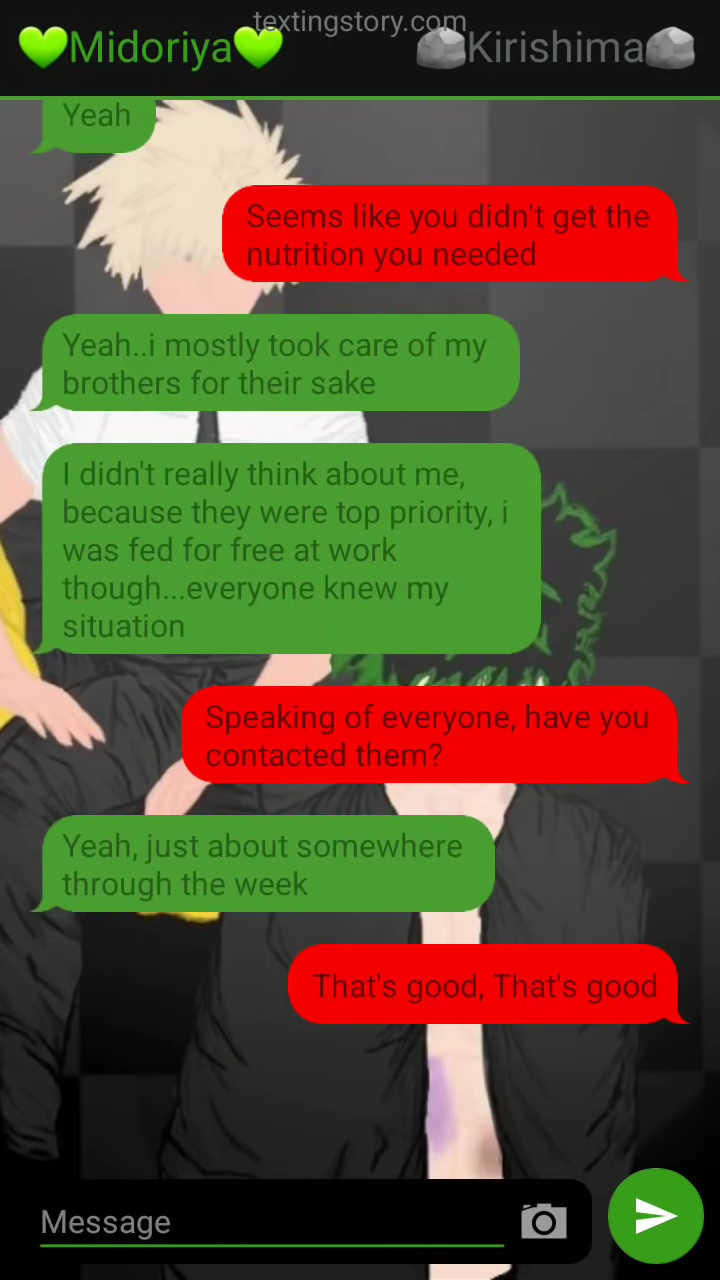 textingstory.com
💚Midoriya💚
🪨Kirishima🪨
Yeah
Seems like you didn't get the
nutrition you needed
Yeah..i mostly took care of my
brothers for their sake
I didn't really think about me,
because they were top priority, i
was fed for free at work
though...everyone knew my
situation
Speaking of everyone, have you
contacted them?
Yeah, just about somewhere
through the week
That's good, That's good
Message